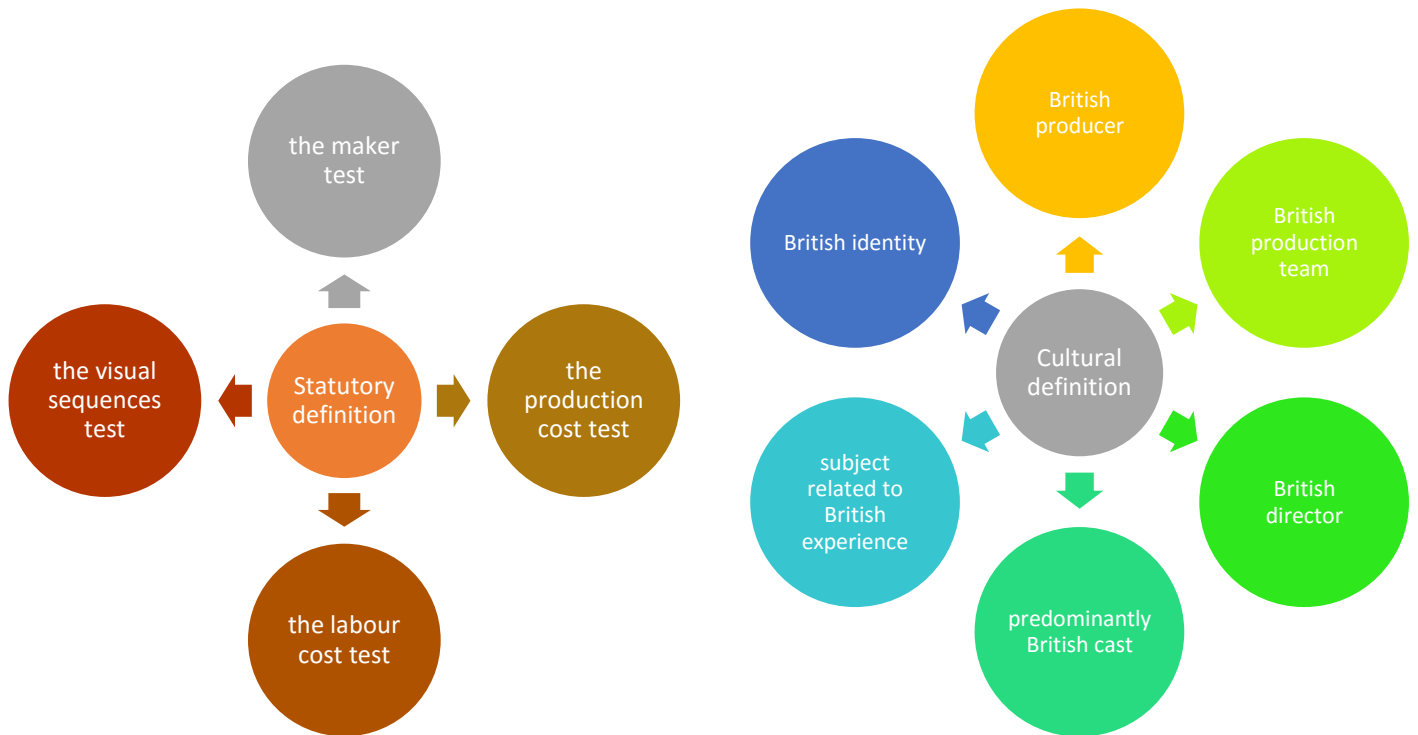 the maker
test
the visual
sequences
test
Statutory
definition
the
production
cost test
the labour
cost test
British
producer
British identity
British
production
team
Cultural
definition
subject
related to
British
experience
British
director
predominantly
British cast